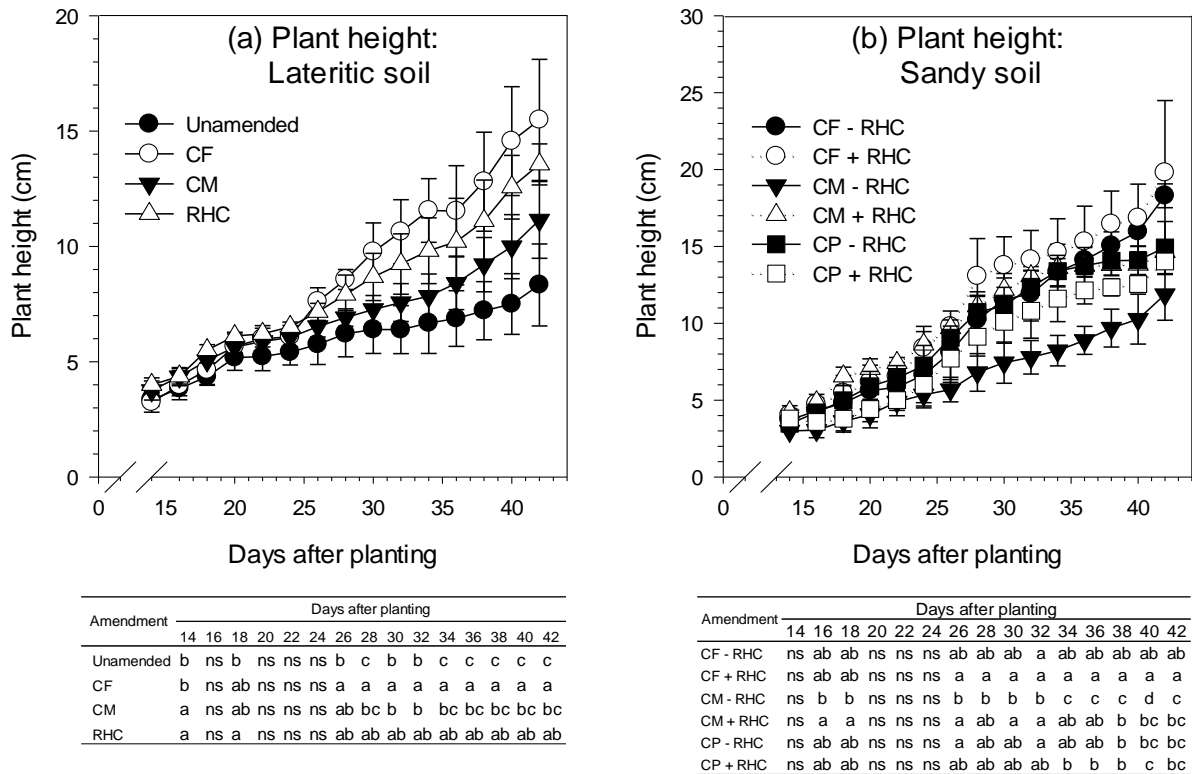 (a) Plant height:
Lateritic soil
Unamended
CF
CM
RHC
Plant height (cm)
20
15
10
5
0
0 15 20 25 30 35 40
Days after planting
Amendment Days after planting
14 16 18 20 22 24 26 28 30 32 34 36 38 40 42
Unamended b ns b ns ns ns b c b b c c c c c
CF b ns ab ns ns ns a a a a a a a a a
CM a ns ab ns ns ns ab bc b b bc bc bc bc bc
RHC a ns a ns ns ns ab ab ab ab ab ab ab ab ab
(b) Plant height:
Sandy soil
CF - RHC
CF + RHC
CM - RHC
CM + RHC
CP - RHC
CP + RHC
Plant height (cm)
30
25
20
15
10
5
0
0 15 20 25 30 35 40
Days after planting
Amendment Days after planting
14 16 18 20 22 24 26 28 30 32 34 36 38 40 42
CF - RHC ns ab ab ns ns ns ab ab ab a ab ab ab ab ab
CF + RHC ns ab ab ns ns ns a a a a a a a a a
CM - RHC ns b b ns ns ns b b b b c c c d c
CM + RHC ns a a ns ns ns a ab a a ab ab b bc bc
CP - RHC ns ab ab ns ns ns a ab ab a ab ab b bc bc
CP + RHC ns ab ab ns ns ns ab ab ab ab b b b c bc